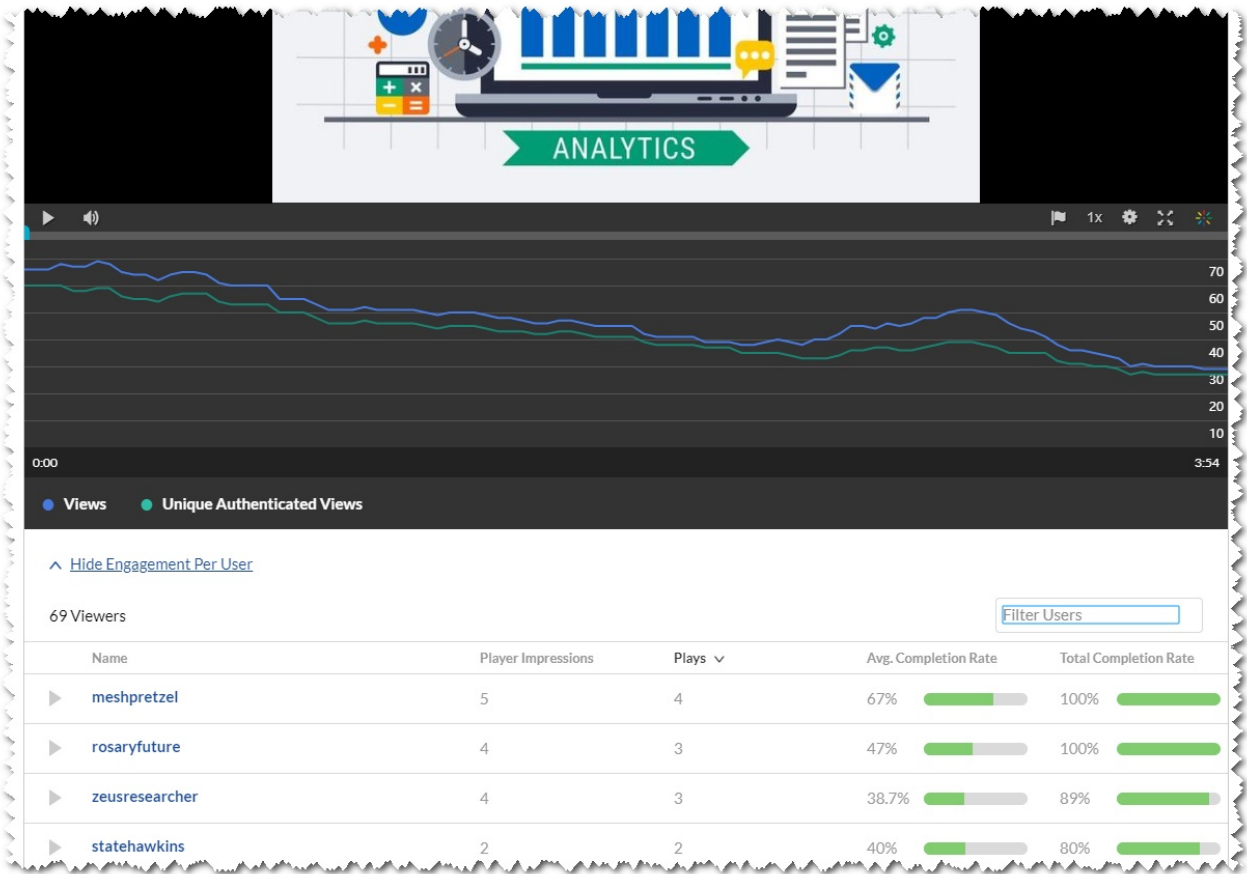 ANALYTICS
1x
70
60
50
40
30
20
10
0:00 3:54
Views Unique Authenticated Views
Hide Engagement Per User
69 Viewers Filter Users
Name Player Impressions Plays Avg. Completion Rate Total Completion Rate
meshpretzel 5 4 67% 100%
rosaryfuture 4 3 47% 100%
zeusresearcher 4 3 38.7% 89%
statehawkins 2 2 40% 80%